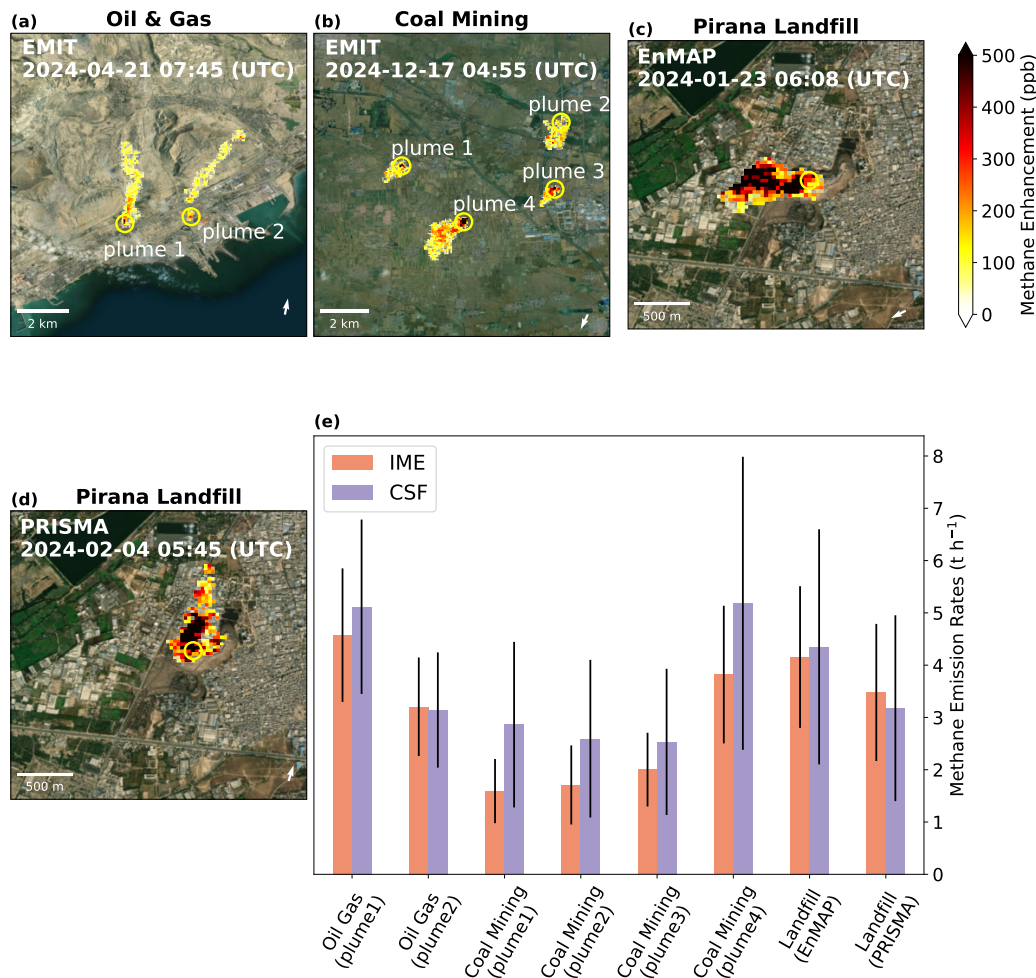 (a) Oil & Gas
EMIT
2024-04-21 07:45 (UTC)
plume 1
plume 2
2 km
(b) Coal Mining
EMIT
2024-12-17 04:55 (UTC)
plume 2
plume 1
plume 3
plume 4
2 km
(c) Pirana Landfill
EnMAP
2024-01-23 06:08 (UTC)
500 m
500
400
300
200
100
0
Methane Enhancement (ppb)
(d) Pirana Landfill
PRISMA
2024-02-04 05:45 (UTC)
500 m
(e)
IME
CSF
8
7
6
5
4
3
2
1
0
Methane Emission Rates (t h⁻¹)
Oil Gas
(plume1)
Oil Gas
(plume2)
Coal Mining
(plume1)
Coal Mining
(plume2)
Coal Mining
(plume3)
Coal Mining
(plume4)
Landfill
(EnMAP)
Landfill
(PRISMA)